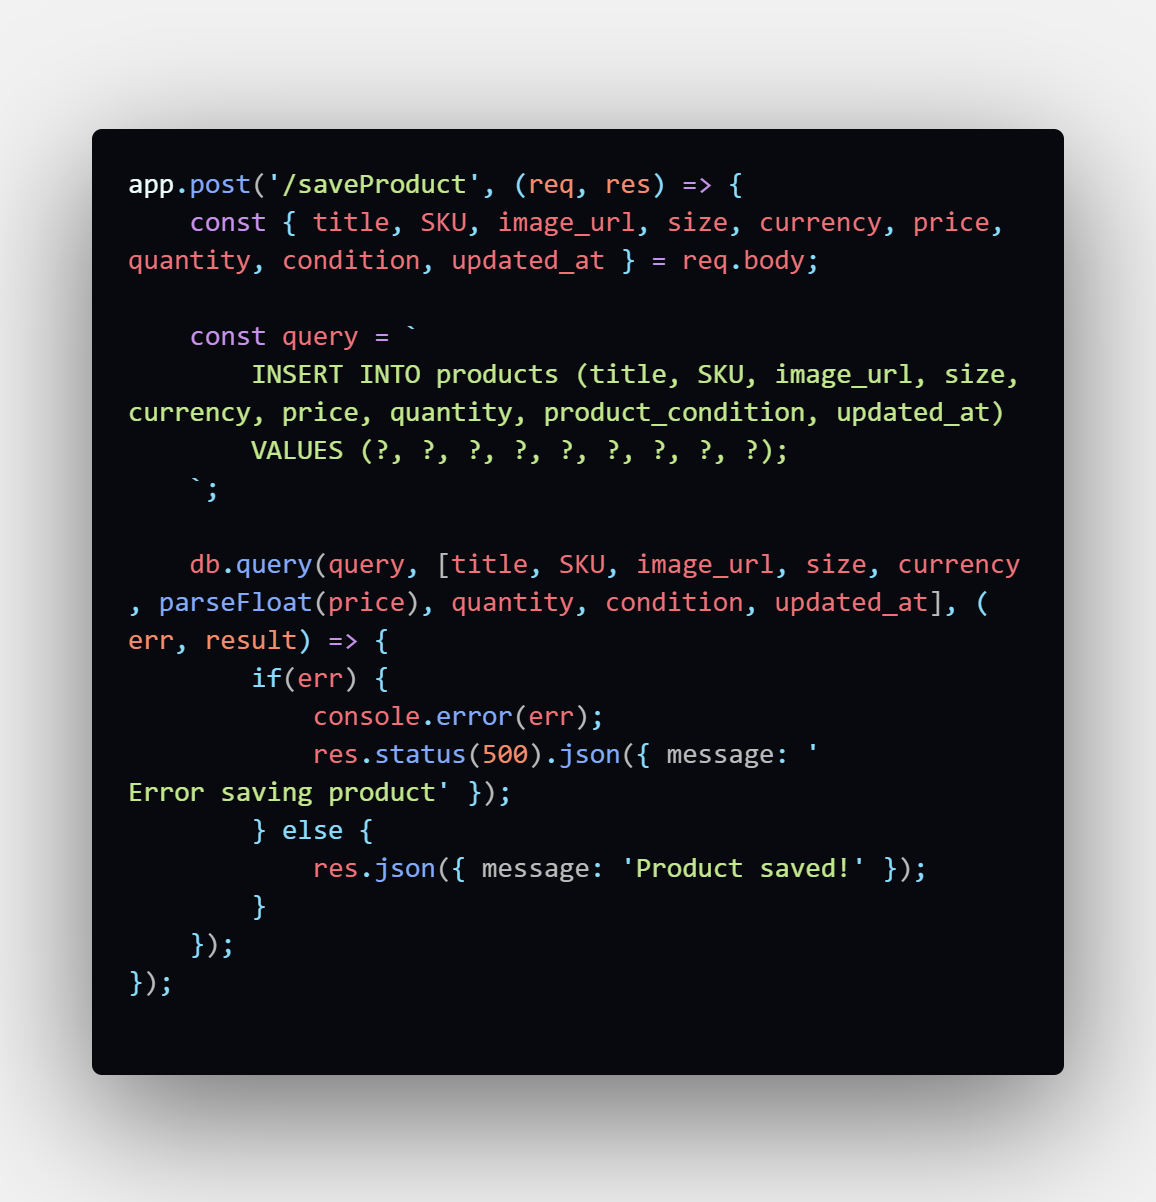 app.post('/saveProduct', (req, res) => {
    const { title, SKU, image_url, size, currency, price,
quantity, condition, updated_at } = req.body;

    const query = `
        INSERT INTO products (title, SKU, image_url, size,
currency, price, quantity, product_condition, updated_at)
        VALUES (?, ?, ?, ?, ?, ?, ?, ?, ?);
    `;

    db.query(query, [title, SKU, image_url, size, currency
, parseFloat(price), quantity, condition, updated_at], (
err, result) => {
        if(err) {
            console.error(err);
            res.status(500).json({ message: '
Error saving product' });
        } else {
            res.json({ message: 'Product saved!' });
        }
    });
});